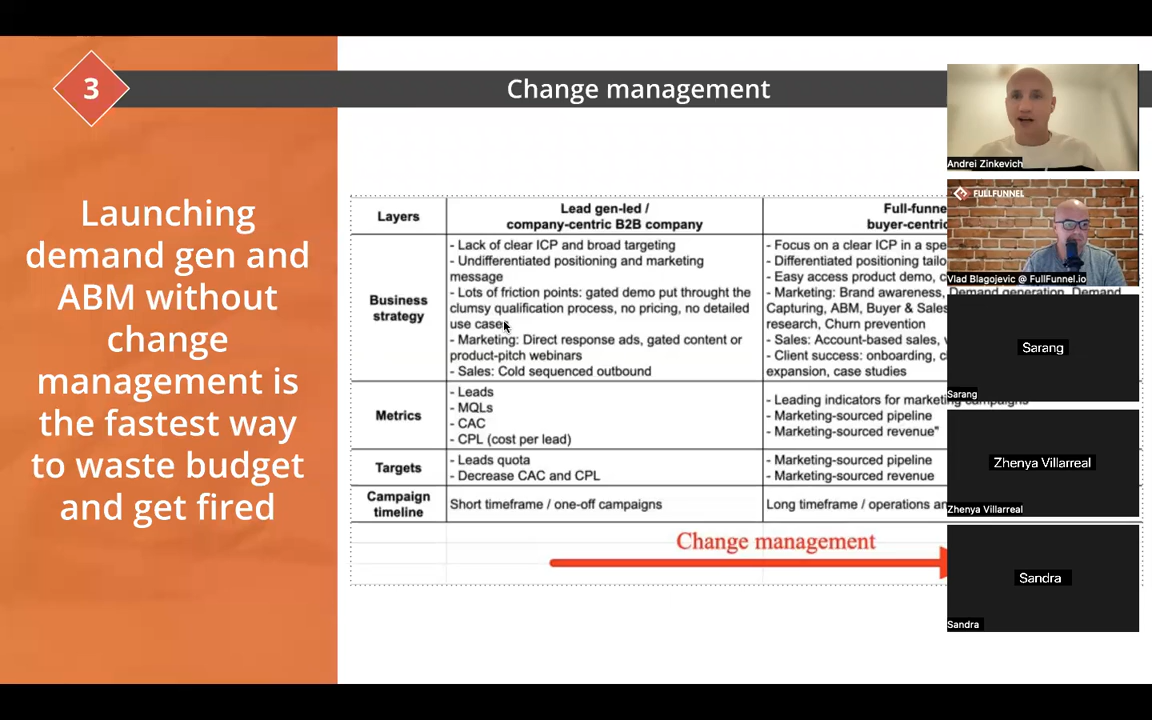 3
Change management
Launching
demand gen and
ABM without
change
management is
the fastest way
to waste budget
and get fired
Layers
Lead gen-led /
company-centric B2B company
Full-funne
buyer-centric
Business
strategy
- Lack of clear ICP and broad targeting
- Undifferentiated positioning and marketing
message
- Lots of friction points: gated demo put throught the
clumsy qualification process, no pricing, no detailed
use cases
- Marketing: Direct response ads, gated content or
product-pitch webinars
- Sales: Cold sequenced outbound
- Focus on a clear ICP in a spe
- Differentiated positioning tailo
- Easy access product demo, c
- Marketing: Brand awareness, Demand generation, Demand
Capturing, ABM, Buyer & Sales
research, Churn prevention
- Sales: Account-based sales,
- Client success: onboarding, c
expansion, case studies
Metrics
- Leads
- MQLs
- CAC
- CPL (cost per lead)
- Leading indicators for marketing campaigns
- Marketing-sourced pipeline
- Marketing-sourced revenue"
Targets
- Leads quota
- Decrease CAC and CPL
- Marketing-sourced pipeline
- Marketing-sourced revenue
Campaign
timeline
Short timeframe / one-off campaigns
Long timeframe / operations an
Change management
Andrei Zinkevich
FULLFUNNEL
Vlad Blagojevic @ FullFunnel.io
Sarang
Sarang
Zhenya Villarreal
Zhenya Villarreal
Sandra
Sandra